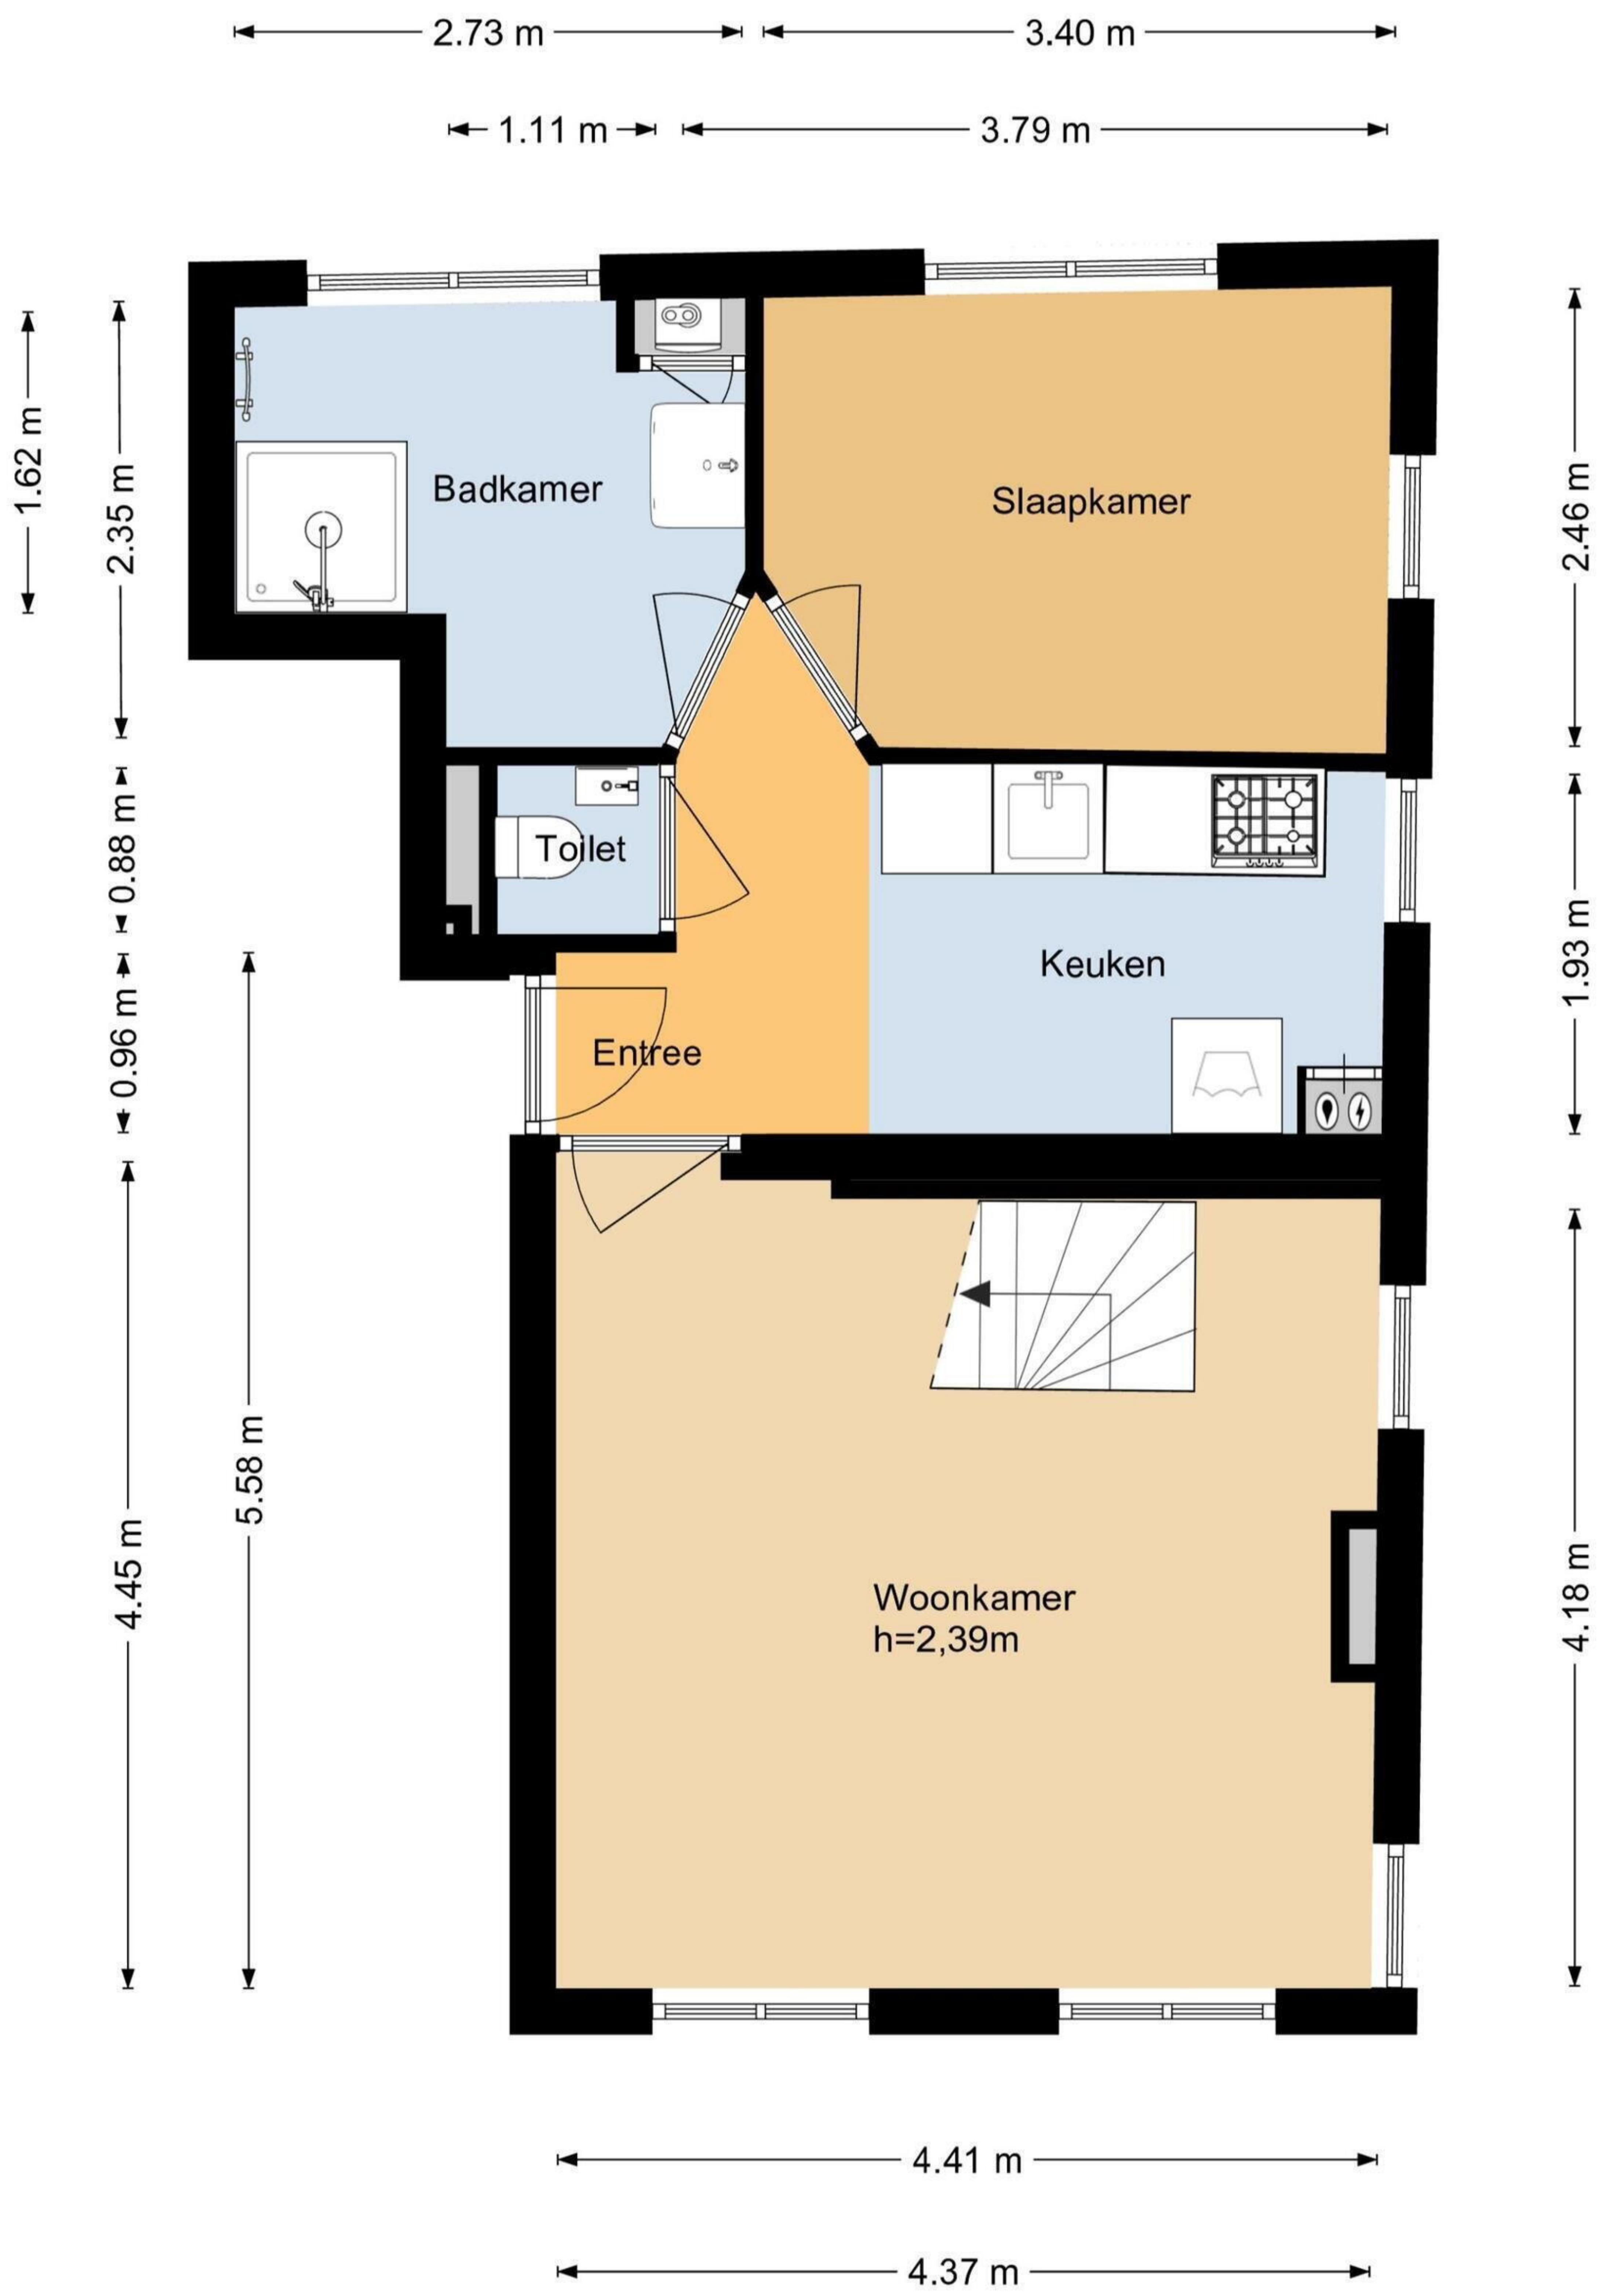 2.73 m
3.40 m
1.11 m
3.79 m
1.62 m
2.35 m
2.46 m
Badkamer
Slaapkamer
0.88 m
Toilet
1.93 m
Keuken
0.96 m
Entree
5.58 m
4.45 m
4.18 m
Woonkamer
h=2,39m
4.41 m
4.37 m